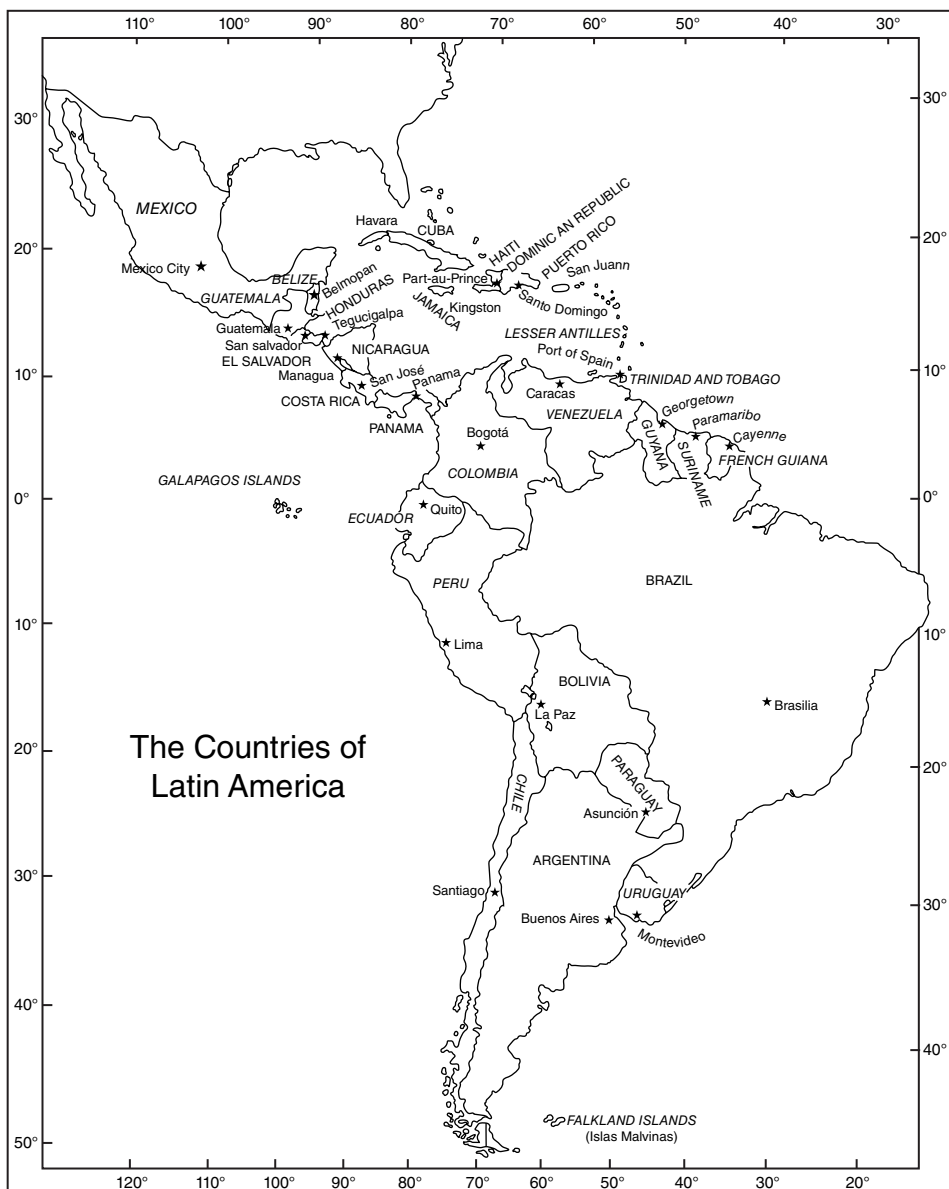 110° 100° 90° 80° 70° 60° 50° 40° 30°
30°
30°
MEXICO
Mexico City
20°
20°
Havara
CUBA
HAITI
DOMINIC AN REPUBLIC
PUERTO RICO
San Juann
Part-au-Prince
Santo Domingo
Kingston
JAMAICA
BELIZE
Belmopan
GUATEMALA
HONDURAS
Guatemala
Tegucigalpa
San salvador
EL SALVADOR
NICARAGUA
Managua
LESSER ANTILLES
Port of Spain
TRINIDAD AND TOBAGO
10°
10°
San José
Panama
COSTA RICA
PANAMA
Caracas
VENEZUELA
Georgetown
Paramaribo
Cayenne
GUYANA
SURINAME
FRENCH GUIANA
Bogotá
COLOMBIA
GALAPAGOS ISLANDS
0°
0°
ECUADOR
Quito
PERU
BRAZIL
10°
10°
Lima
BOLIVIA
La Paz
Brasilia
The Countries of
Latin America
20°
20°
CHILE
PARAGUAY
Asunción
ARGENTINA
30°
30°
Santiago
URUGUAY
Buenos Aires
Montevideo
40°
40°
FALKLAND ISLANDS
(Islas Malvinas)
50°
120° 110° 100° 90° 80° 70° 60° 50° 40° 30° 20°